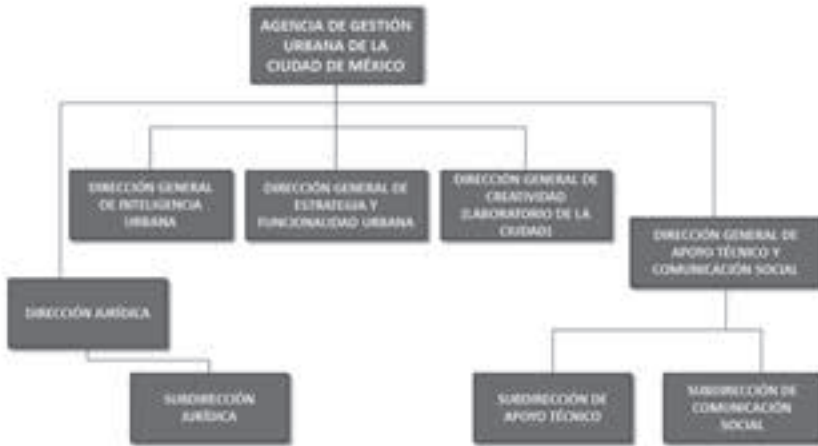 AGENCIA DE GESTIÓN
URBANA DE LA
CIUDAD DE MÉXICO
DIRECCIÓN GENERAL
DE INTELIGENCIA
URBANA
DIRECCIÓN GENERAL DE
ESTRATEGIA Y
FUNCIONALIDAD URBANA
DIRECCIÓN GENERAL DE
CREATIVIDAD
(LABORATORIO DE LA
CIUDAD)
DIRECCIÓN GENERAL DE
APOYO TÉCNICO Y
COMUNICACIÓN SOCIAL
DIRECCIÓN JURÍDICA
SUBDIRECCIÓN
JURÍDICA
SUBDIRECCIÓN DE
APOYO TÉCNICO
SUBDIRECCIÓN DE
COMUNICACIÓN
SOCIAL